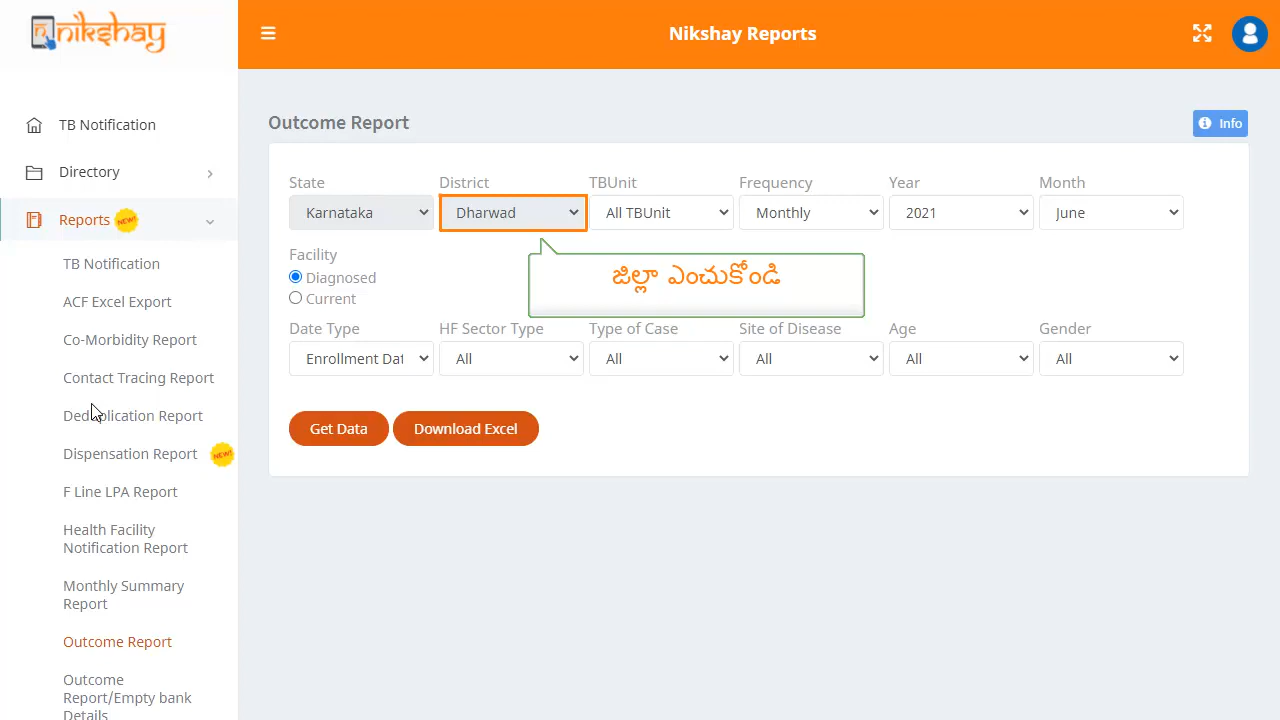 nikshay
Nikshay Reports
TB Notification
Directory
Reports NEW!
TB Notification
ACF Excel Export
Co-Morbidity Report
Contact Tracing Report
Deduplication Report
Dispensation Report NEW!
F Line LPA Report
Health Facility
Notification Report
Monthly Summary
Report
Outcome Report
Outcome
Report/Empty bank
Details
Outcome Report
Info
State District TBUnit Frequency Year Month
Karnataka Dharwad All TBUnit Monthly 2021 June
జిల్లా ఎంచుకోండి
Facility
Diagnosed
Current
Date Type HF Sector Type Type of Case Site of Disease Age Gender
Enrollment Dat All All All All All
Get Data Download Excel